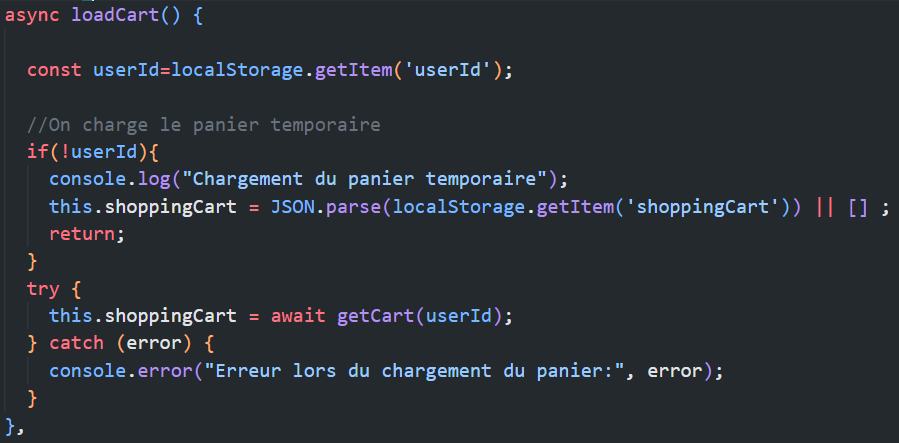 async loadCart() {
const userId=localStorage.getItem('userId');
//On charge le panier temporaire
if(!userId){
console.log("Chargement du panier temporaire");
this.shoppingCart = JSON.parse(localStorage.getItem('shoppingCart')) || [] ;
return;
}
try {
this.shoppingCart = await getCart(userId);
} catch (error) {
console.error("Erreur lors du chargement du panier:", error);
}
},